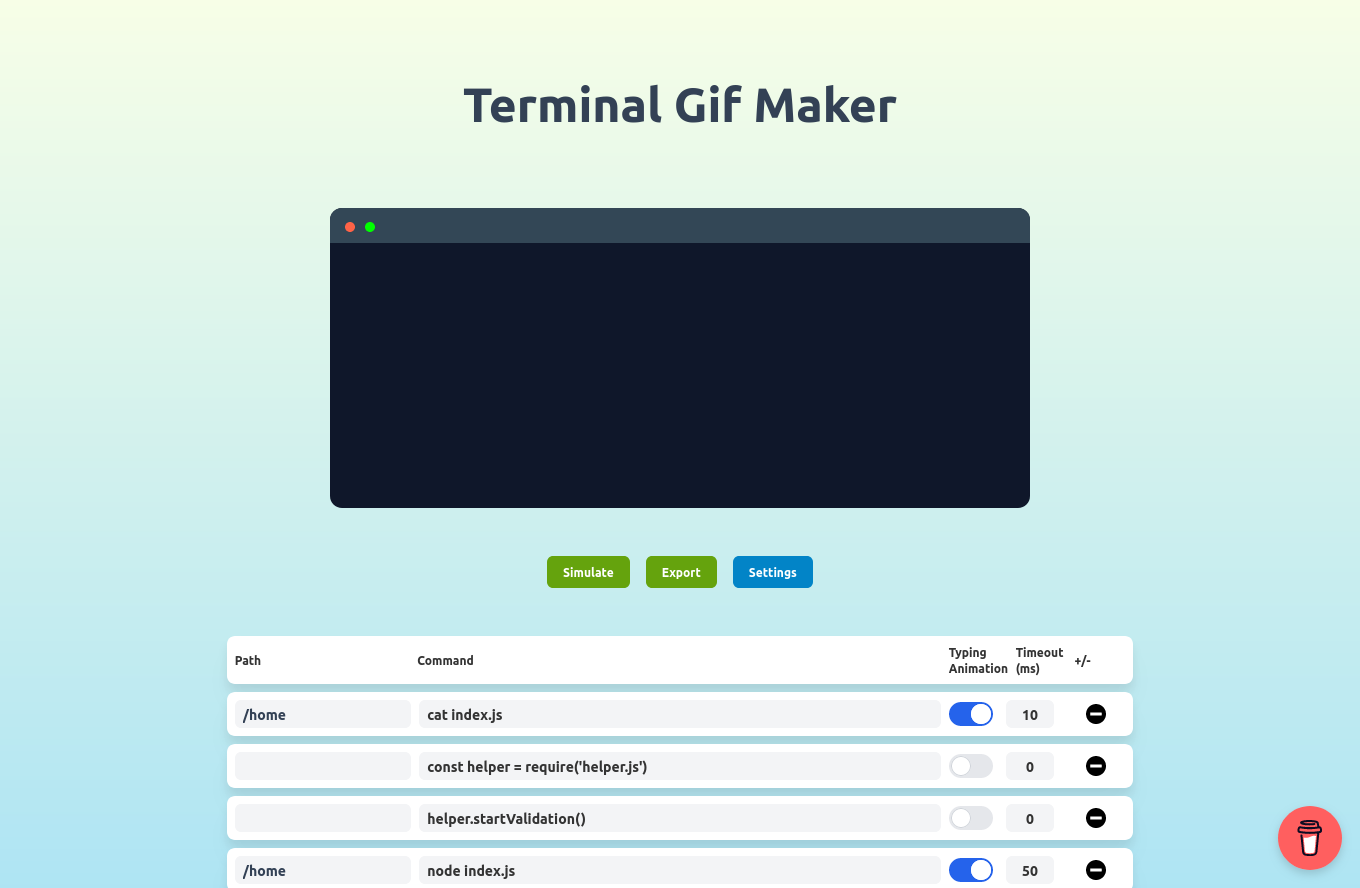 Terminal Gif Maker
Simulate Export Settings
Path Command Typing Animation Timeout (ms) +/-
/home cat index.js 10
const helper = require('helper.js') 0
helper.startValidation() 0
/home node index.js 50